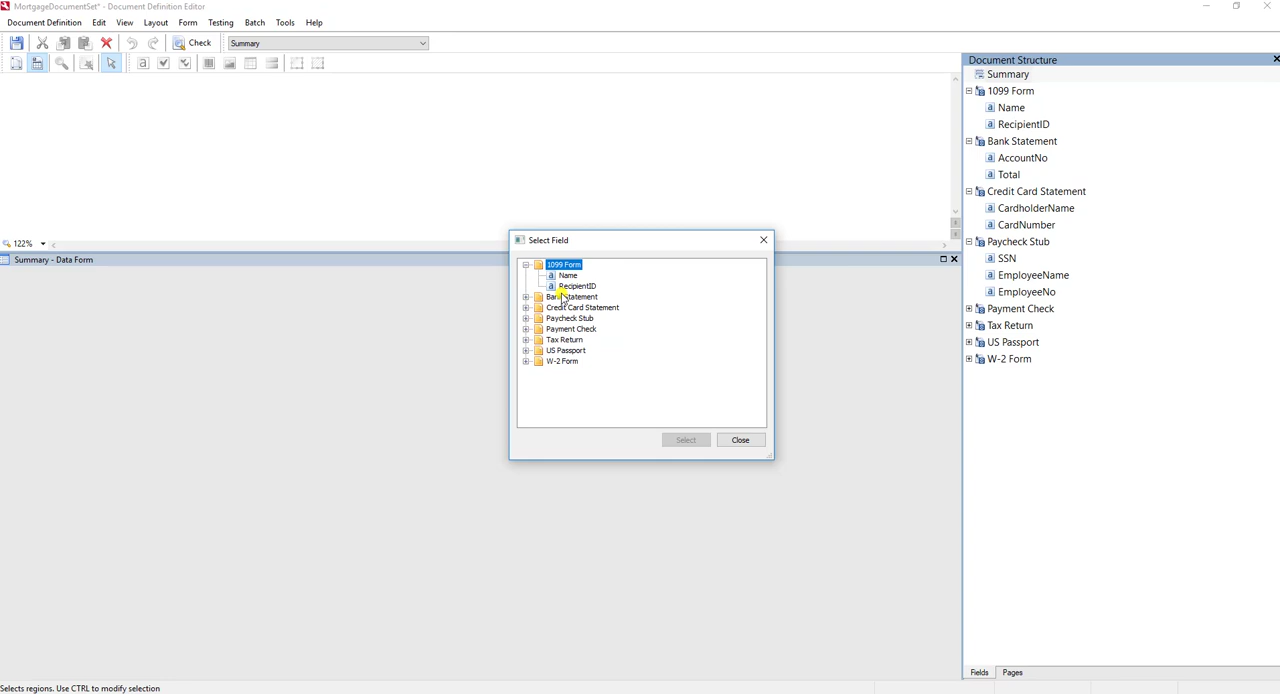 MortgageDocumentSet* - Document Definition Editor
Document Definition Edit View Layout Form Testing Batch Tools Help
Check Summary
Document Structure
Summary
1099 Form
Name
RecipientID
Bank Statement
AccountNo
Total
Credit Card Statement
CardholderName
CardNumber
Paycheck Stub
SSN
EmployeeName
EmployeeNo
Payment Check
Tax Return
US Passport
W-2 Form
122%
Summary - Data Form
Select Field
1099 Form
Name
RecipientID
Bank Statement
Credit Card Statement
Paycheck Stub
Payment Check
Tax Return
US Passport
W-2 Form
Select Close
Fields Pages
Selects regions. Use CTRL to modify selection